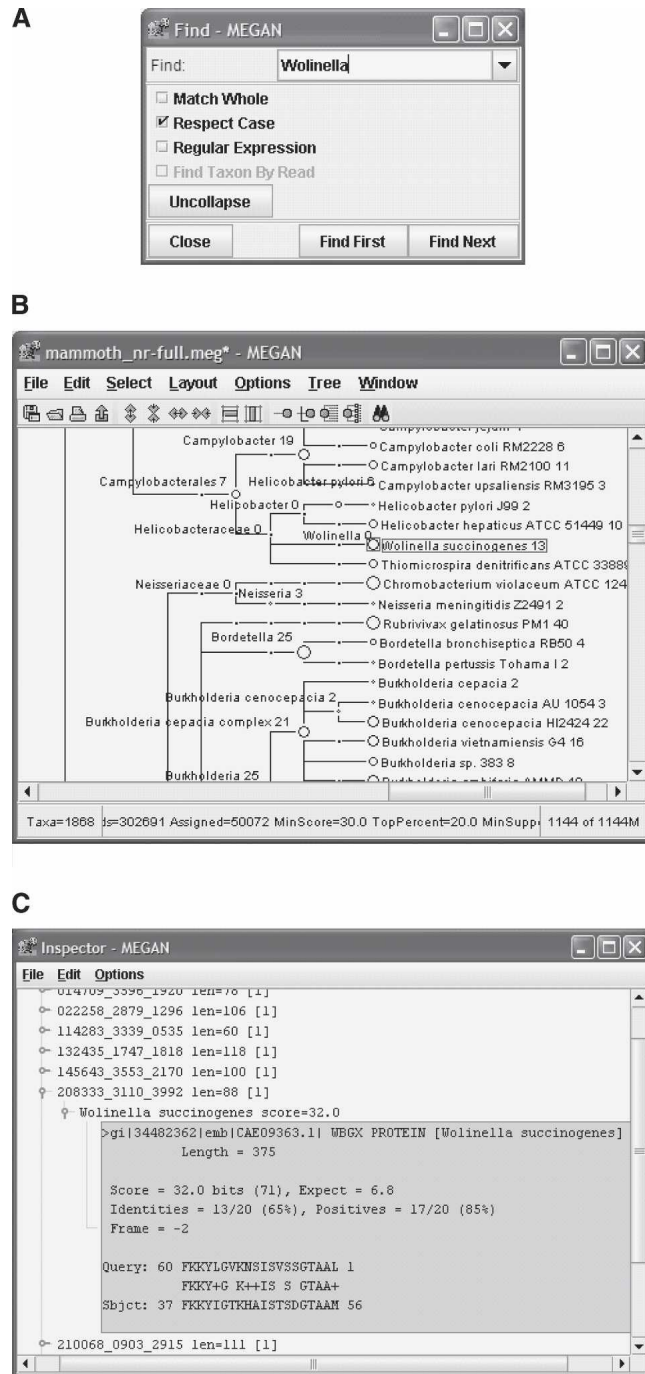 A
Find - MEGAN
Find: Wolinella
Match Whole
Respect Case
Regular Expression
Find Taxon By Read
Uncollapse
Close Find First Find Next
B
mammoth_nr-full.meg* - MEGAN
File Edit Select Layout Options Tree Window
Campylobacter 19
Campylobacter coli RM2228 6
Campylobacter lari RM2100 11
Campylobacterales 7 Helicobacter pylori 6 Campylobacter upsaliensis RM3195 3
Helicobacter 0 Helicobacter pylori J99 2
Helicobacter hepaticus ATCC 51449 10
Helicobacteraceae 0 Wolinella 0
Wolinella succinogenes 13
Thiomicrospira denitrificans ATCC 33889
Neisseriaceae 0 Chromobacterium violaceum ATCC 124
Neisseria 3
Neisseria meningitidis Z2491 2
Rubrivivax gelatinosus PM1 40
Bordetella 25
Bordetella bronchiseptica RB50 4
Bordetella pertussis Tohama I 2
Burkholderia cepacia 2
Burkholderia cenocepacia 2
Burkholderia cenocepacia AU 1054 3
Burkholderia cepacia complex 21 Burkholderia cenocepacia HI2424 22
Burkholderia vietnamiensis G4 16
Burkholderia sp. 383 8
Burkholderia 25
Taxa=1868 ds=302691 Assigned=50072 MinScore=30.0 TopPercent=20.0 MinSupp 1144 of 1144M
C
Inspector - MEGAN
File Edit Options
014709_3596_1920 len=78 [1]
022258_2879_1296 len=106 [1]
114283_3339_0535 len=60 [1]
132435_1747_1818 len=118 [1]
145643_3553_2170 len=100 [1]
208333_3110_3992 len=88 [1]
Wolinella succinogenes score=32.0
>gi|34482362|emb|CAE09363.1| WBGX PROTEIN [Wolinella succinogenes]
Length = 375
Score = 32.0 bits (71), Expect = 6.8
Identities = 13/20 (65%), Positives = 17/20 (85%)
Frame = -2
Query: 60 FKKYLGVKNSISVSSGTAAL 1
FKKY+G K++IS S GTAA+
Sbjct: 37 FKKYIGTKHAISTSDGTAAM 56
210068_0903_2915 len=111 [1]